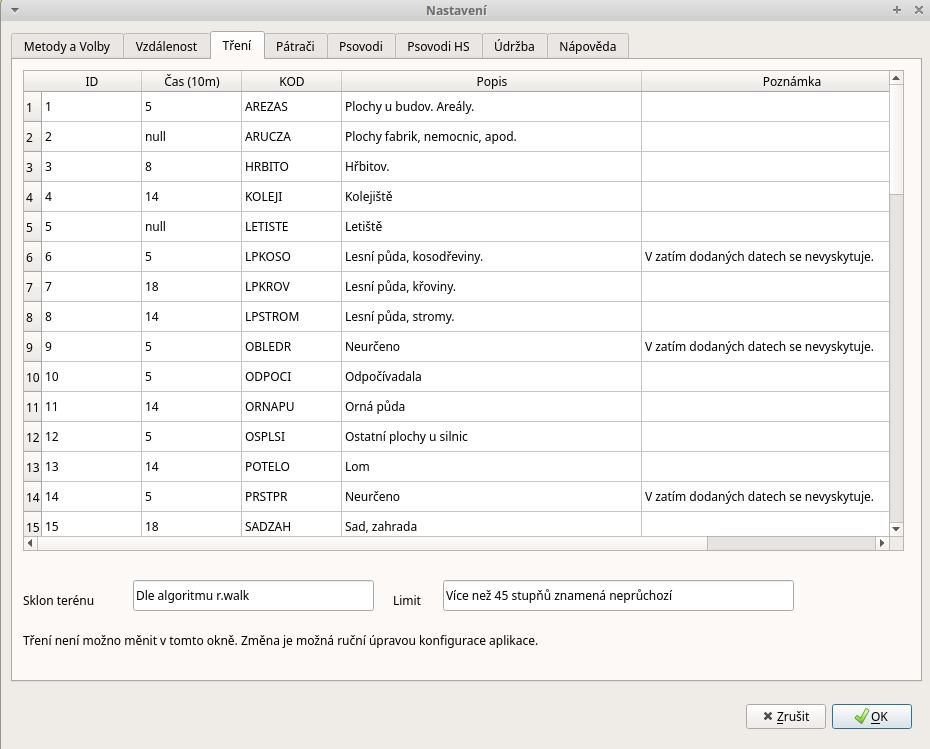 Nastavení
Metody a Volby Vzdálenost Tření Pátrači Psovodi Psovodi HS Údržba Nápověda
ID Čas (10m) KOD Popis Poznámka
1 1 5 AREZAS Plochy u budov. Areály.
2 2 null ARUCZA Plochy fabrik, nemocnic, apod.
3 3 8 HRBITO Hřbitov.
4 4 14 KOLEJI Kolejiště
5 5 null LETISTE Letiště
6 6 5 LPKOSO Lesní půda, kosodřeviny. V zatím dodaných datech se nevyskytuje.
7 7 18 LPKROV Lesní půda, křoviny.
8 8 14 LPSTROM Lesní půda, stromy.
9 9 5 OBLEDR Neurčeno V zatím dodaných datech se nevyskytuje.
10 10 5 ODPOCI Odpočívadala
11 11 14 ORNAPU Orná půda
12 12 5 OSPLSI Ostatní plochy u silnic
13 13 14 POTELO Lom
14 14 5 PRSTPR Neurčeno V zatím dodaných datech se nevyskytuje.
15 15 18 SADZAH Sad, zahrada
Sklon terénu Dle algoritmu r.walk Limit Více než 45 stupňů znamená neprůchozí
Tření není možno měnit v tomto okně. Změna je možná ruční úpravou konfigurace aplikace.
Zrušit OK